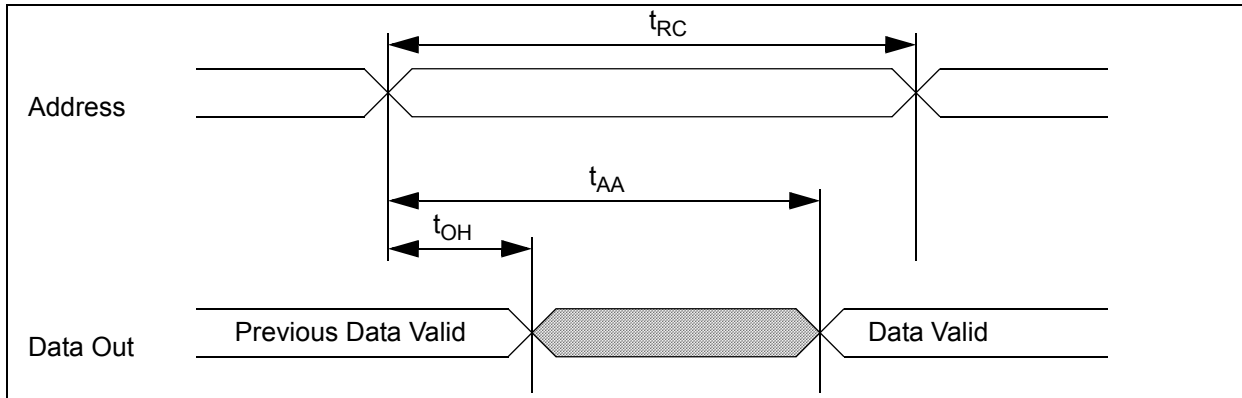 tRC
Address
tAA
tOH
Previous Data Valid
Data Valid
Data Out